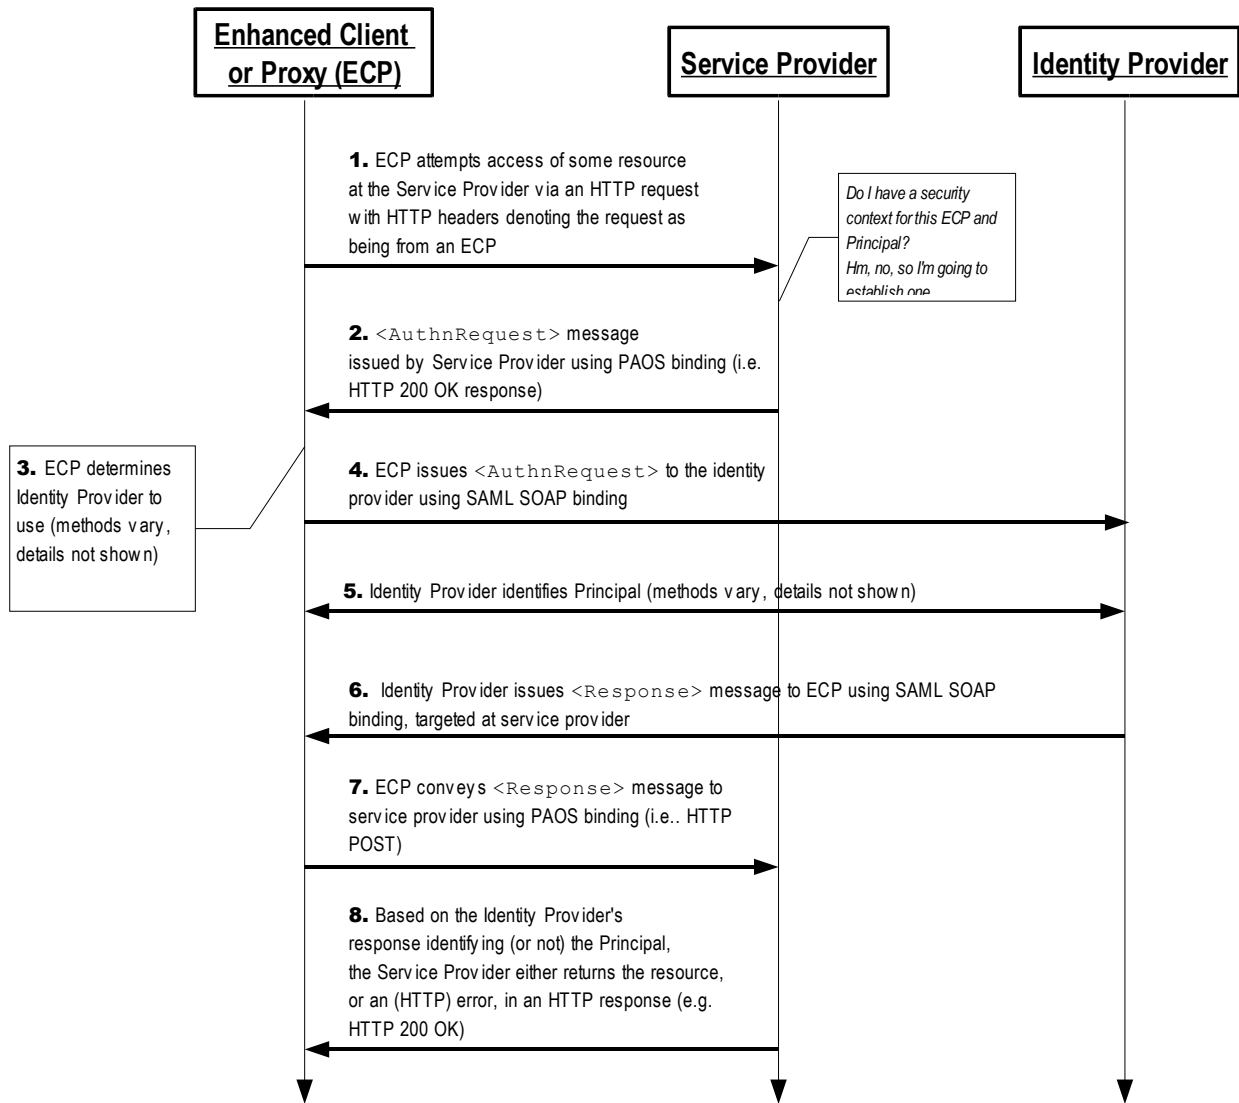 Enhanced Client
or Proxy (ECP)
Service Provider
Identity Provider
1. ECP attempts access of some resource
at the Service Provider via an HTTP request
with HTTP headers denoting the request as
being from an ECP
Do I have a security
context for this ECP and
Principal?
Hm, no, so I'm going to
establish one
2. <AuthnRequest> message
issued by Service Provider using PAOS binding (i.e.
HTTP 200 OK response)
3. ECP determines
Identity Provider to
use (methods vary,
details not shown)
4. ECP issues <AuthnRequest> to the identity
provider using SAML SOAP binding
5. Identity Provider identifies Principal (methods vary, details not shown)
6. Identity Provider issues <Response> message to ECP using SAML SOAP
binding, targeted at service provider
7. ECP conveys <Response> message to
service provider using PAOS binding (i.e.. HTTP
POST)
8. Based on the Identity Provider's
response identifying (or not) the Principal,
the Service Provider either returns the resource,
or an (HTTP) error, in an HTTP response (e.g.
HTTP 200 OK)